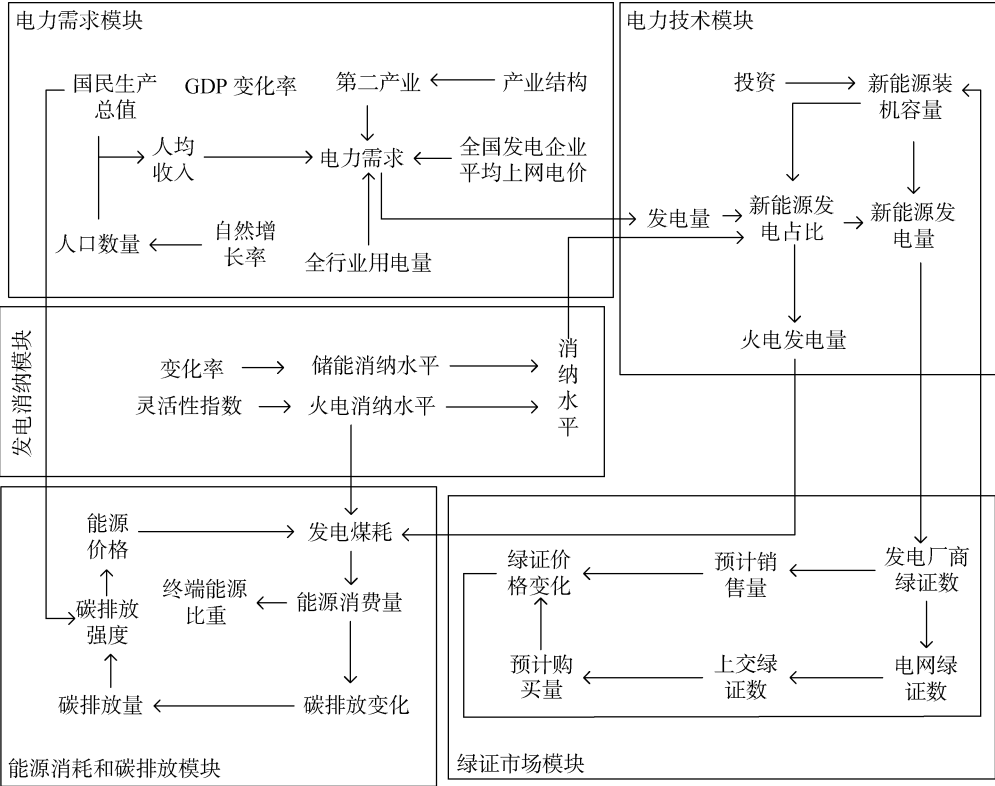 电力需求模块
国民生产
总值
GDP 变化率
第二产业
产业结构
人均
收入
电力需求
全国发电企业
平均上网电价
人口数量
自然增
长率
全行业用电量
电力技术模块
投资
新能源装
机容量
发电量
新能源发
电占比
新能源发
电量
火电发电量
发电消纳模块
变化率
储能消纳水平
灵活性指数
火电消纳水平
消
纳
水
平
能源
价格
发电煤耗
终端能源
比重
能源消费量
碳排放
强度
碳排放量
碳排放变化
能源消耗和碳排放模块
绿证价
格变化
预计销
售量
发电厂商
绿证数
预计购
买量
上交绿
证数
电网绿
证数
绿证市场模块